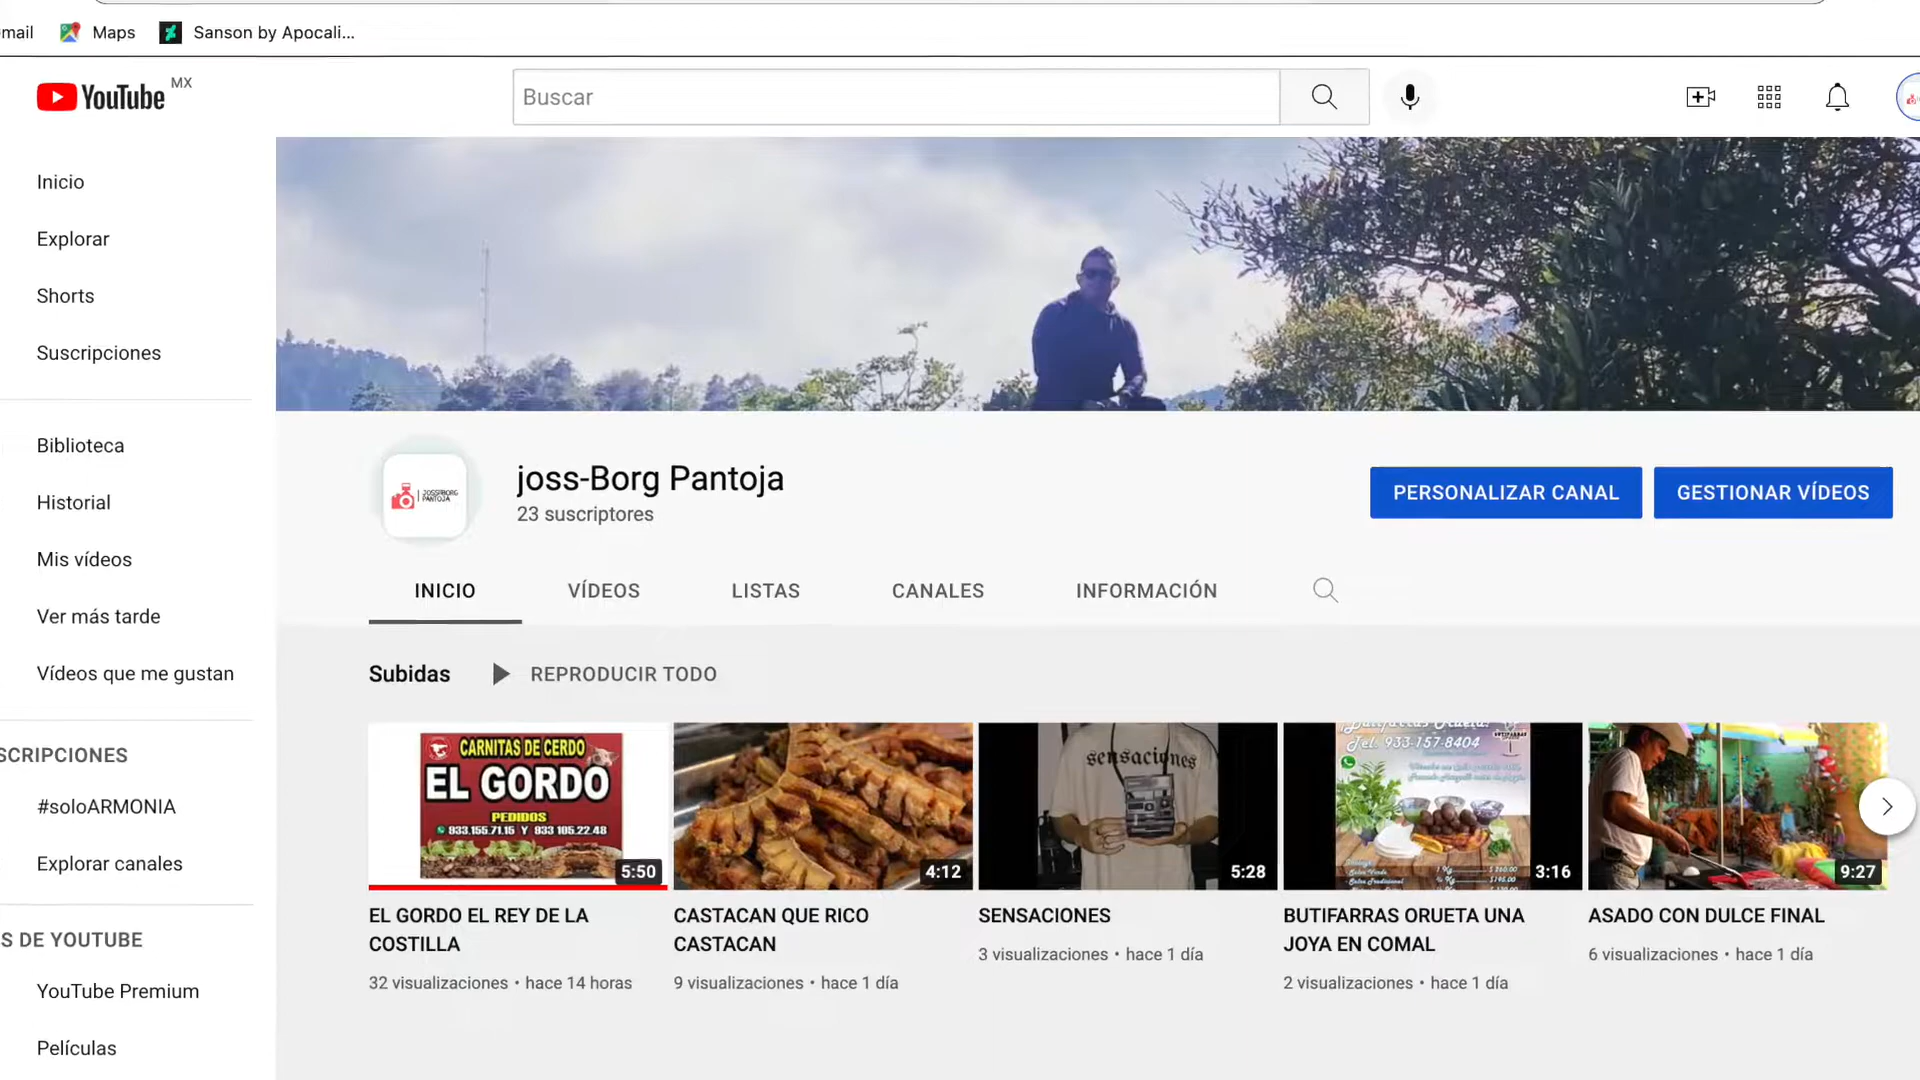 mail
Maps
Sanson by Apocali...
YouTube MX
Buscar
Inicio
Explorar
Shorts
Suscripciones
Biblioteca
Historial
Mis vídeos
Ver más tarde
Vídeos que me gustan
SCRIPCIONES
#soloARMONIA
Explorar canales
S DE YOUTUBE
YouTube Premium
Películas
JOSSBORG
PANTOJA
joss-Borg Pantoja
23 suscriptores
PERSONALIZAR CANAL
GESTIONAR VÍDEOS
INICIO
VÍDEOS
LISTAS
CANALES
INFORMACIÓN
Subidas
REPRODUCIR TODO
CARNITAS DE CERDO
EL GORDO
PEDIDOS
933.155.71.15 Y 933 105.22.48
5:50
EL GORDO EL REY DE LA
COSTILLA
32 visualizaciones • hace 14 horas
4:12
CASTACAN QUE RICO
CASTACAN
9 visualizaciones • hace 1 día
sensaciones
5:28
SENSACIONES
3 visualizaciones • hace 1 día
Tel: 933-157-8404
3:16
BUTIFARRAS ORUETA UNA
JOYA EN COMAL
2 visualizaciones • hace 1 día
9:27
ASADO CON DULCE FINAL
6 visualizaciones • hace 1 día